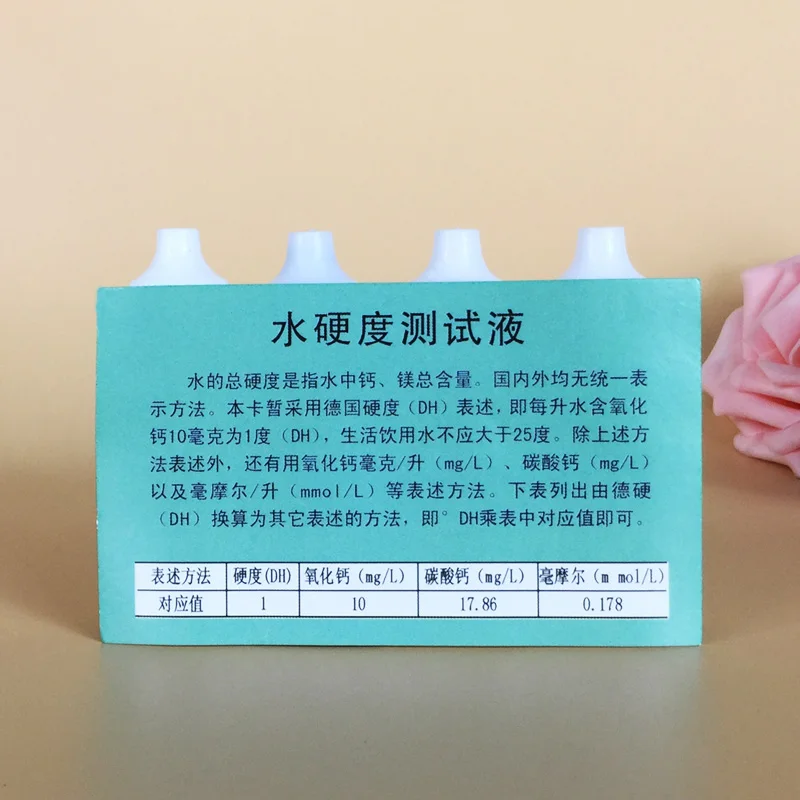 水硬度测试液
水的总硬度是指水中钙、镁总含量。国内外均无统一表
示方法。本卡暂采用德国硬度（DH）表述，即每升水含氧化
钙10毫克为1度（DH），生活饮用水不应大于25度。除上述方
法表述外，还有用氧化钙毫克/升（mg/L）、碳酸钙（mg/L）
以及毫摩尔/升（mmol/L）等表述方法。下表列出由德硬
（DH）换算为其它表述的方法，即°DH乘表中对应值即可。
表述方法 硬度(DH) 氧化钙（mg/L） 碳酸钙（mg/L） 毫摩尔（m mol/L）
对应值 1 10 17.86 0.178